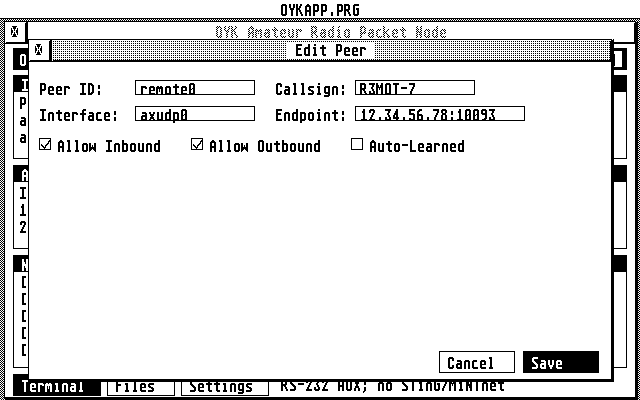 OYKAPP.PRG
OYK Amateur Radio Packet Node
Edit Peer
Peer ID: remote0 Callsign: R3MOT-7
Interface: axudp0 Endpoint: 12.34.56.78:10093
Allow Inbound Allow Outbound Auto-Learned
Cancel Save
Terminal Files Settings RS-232 AUX; no STinG/MiNTnet